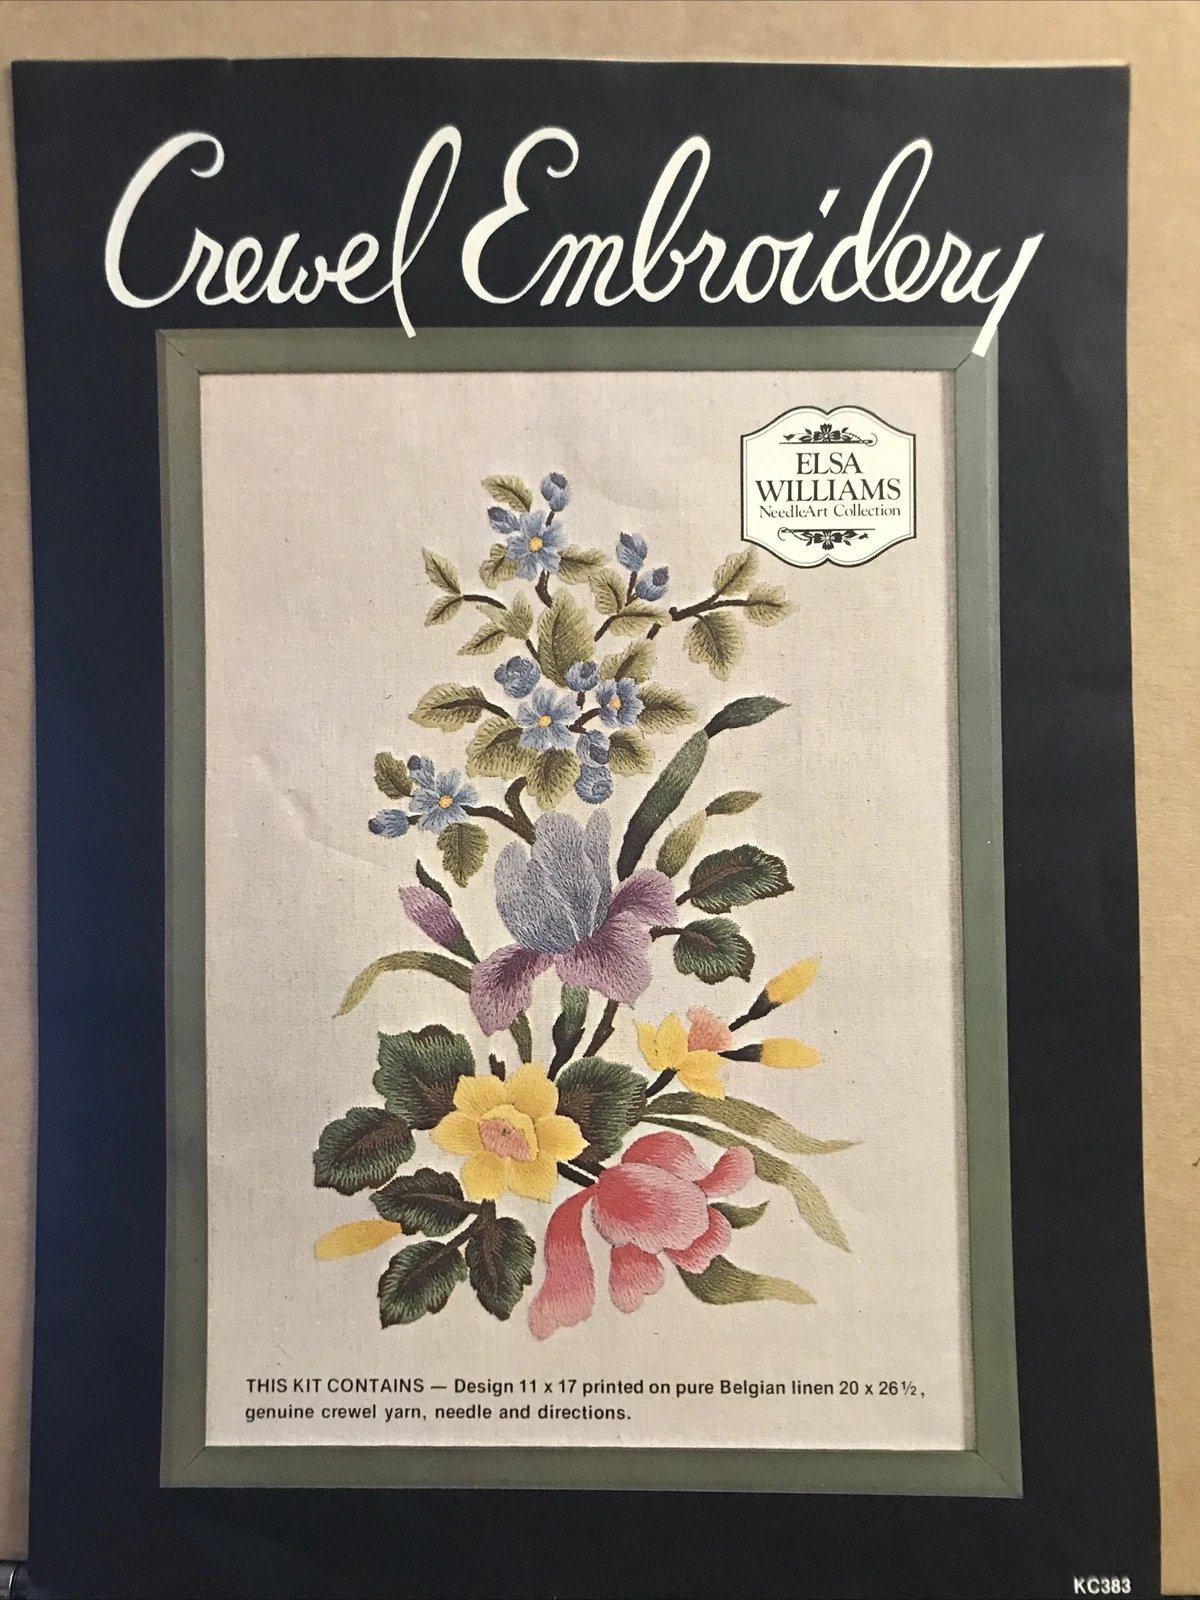 Crewel Embroidery
ELSA
WILLIAMS
NeedleArt Collection
THIS KIT CONTAINS — Design 11 x 17 printed on pure Belgian linen 20 x 26½,
genuine crewel yarn, needle and directions.
KC383